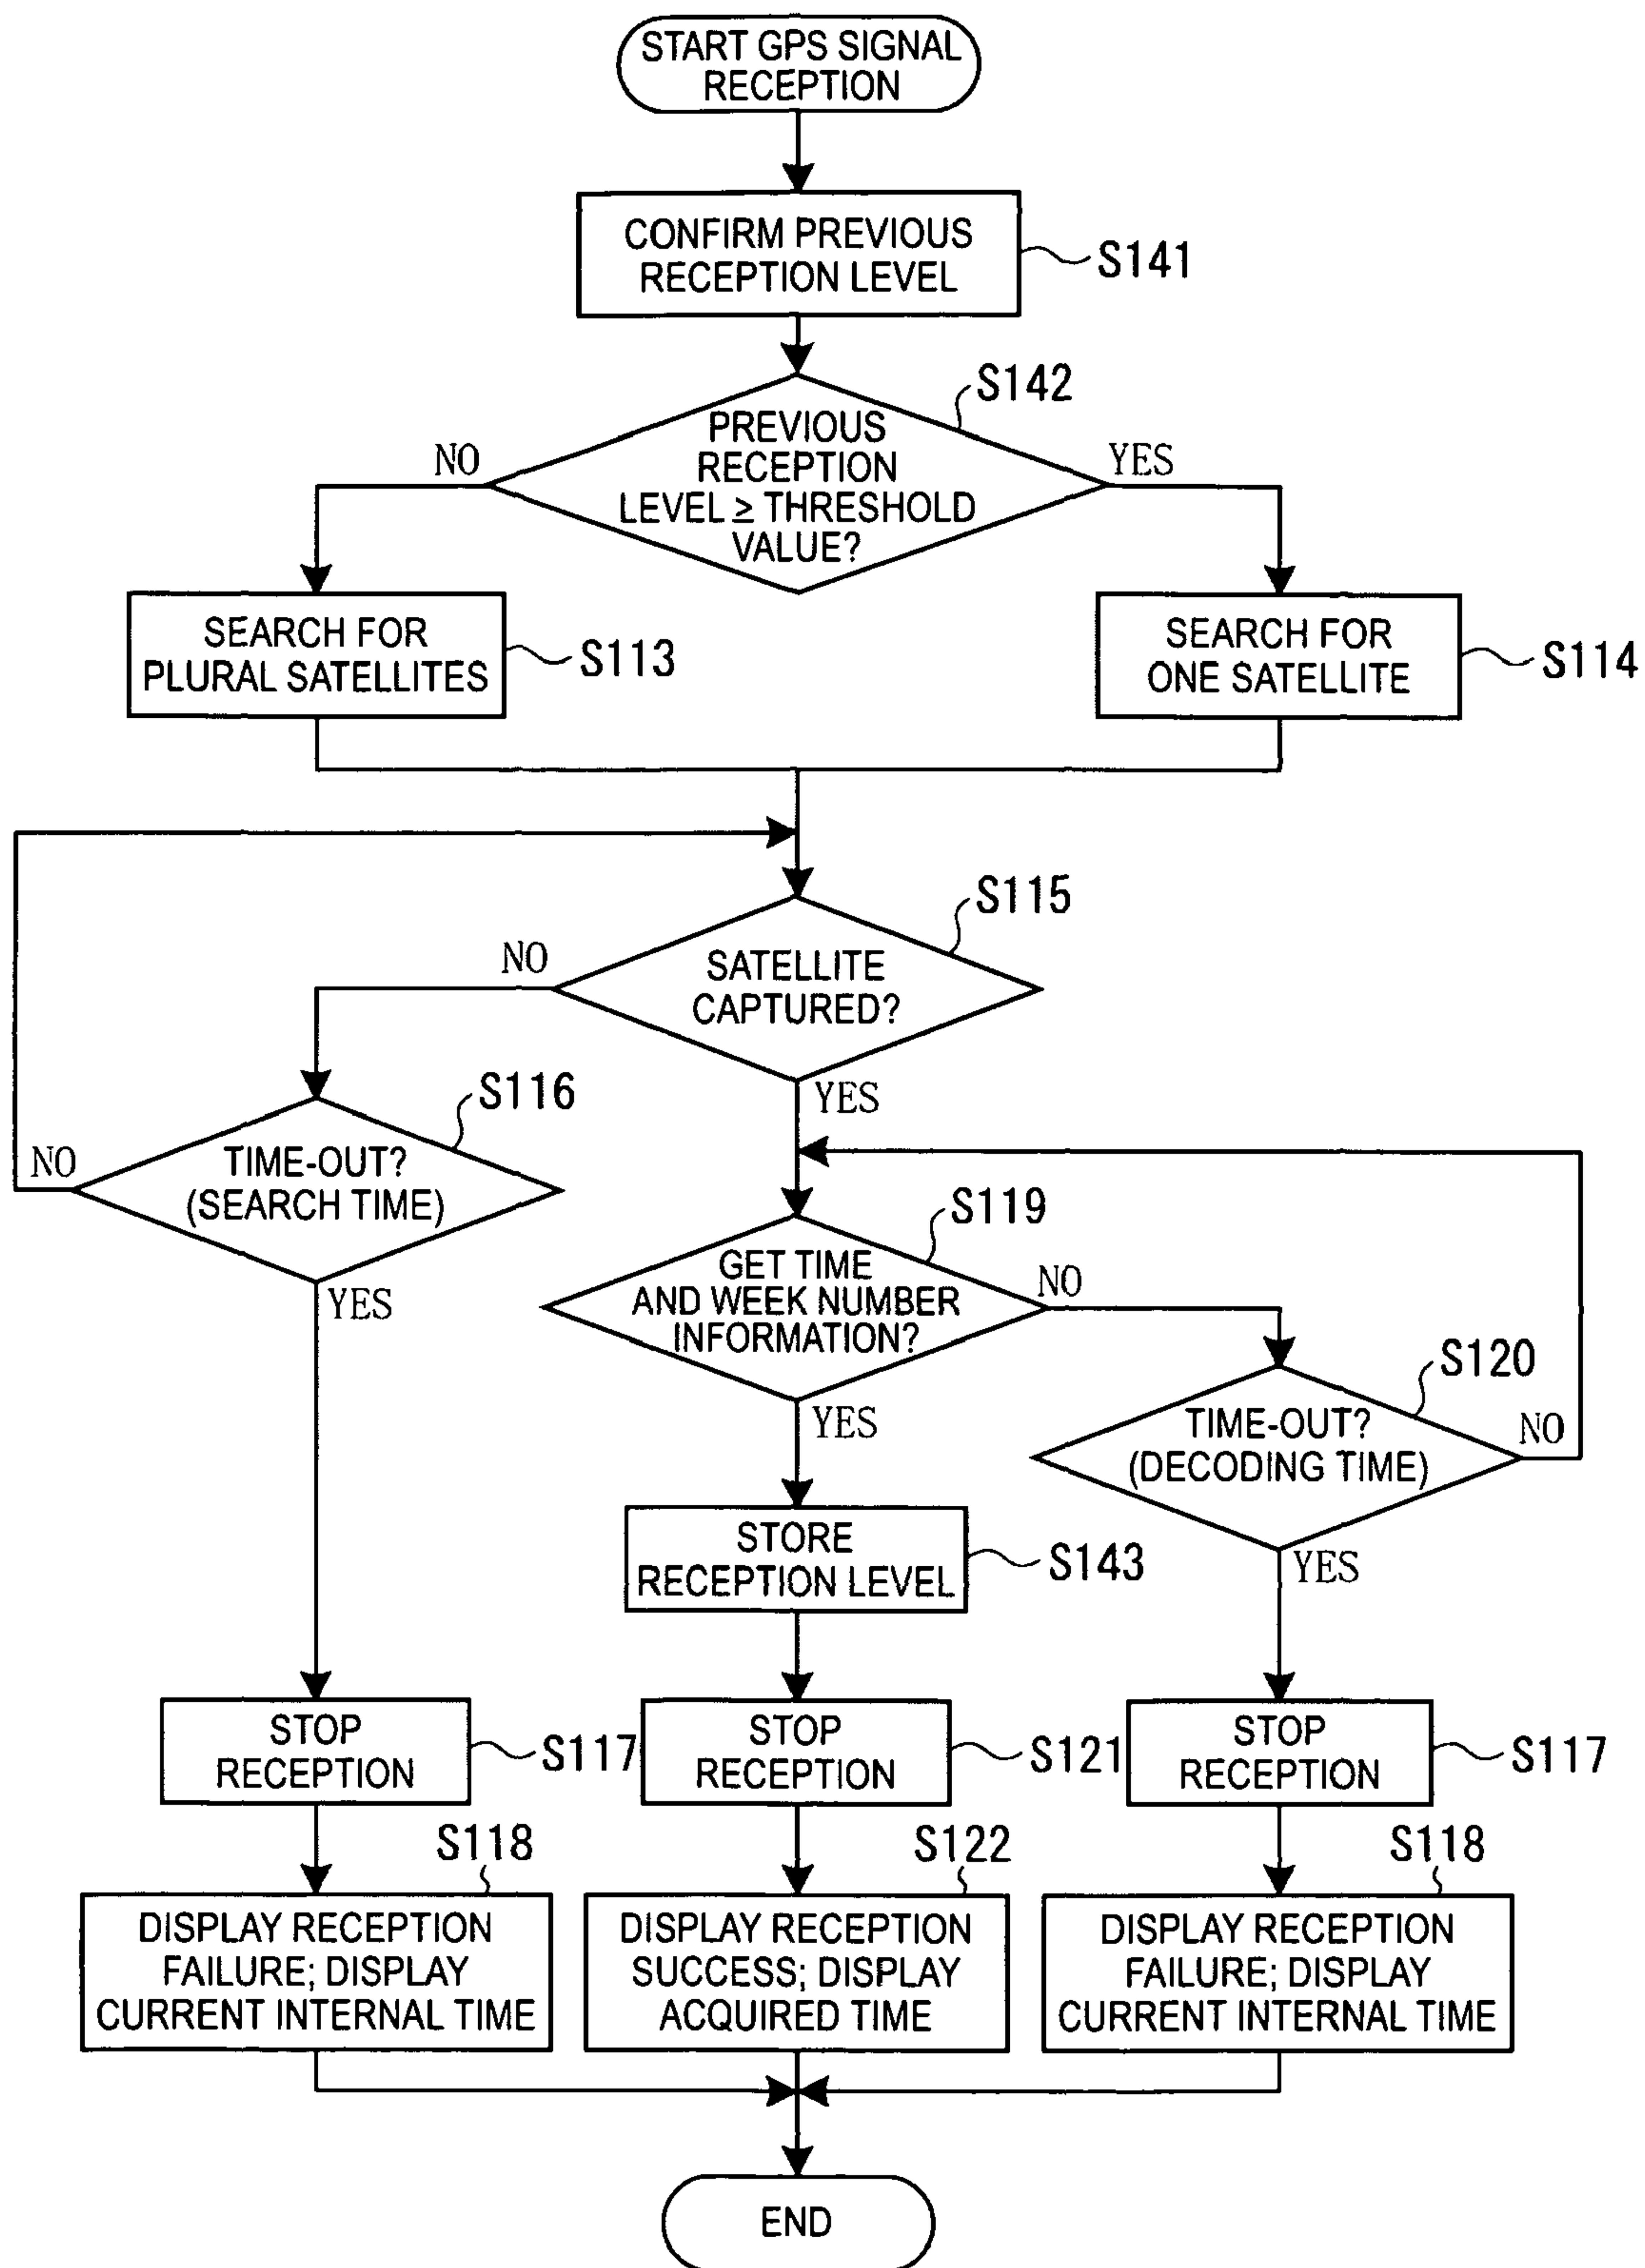 START GPS SIGNAL
RECEPTION
CONFIRM PREVIOUS
RECEPTION LEVEL
S141
S142
PREVIOUS
RECEPTION
LEVEL ≥ THRESHOLD
VALUE?
NO
YES
SEARCH FOR
PLURAL SATELLITES
S113
SEARCH FOR
ONE SATELLITE
S114
S115
SATELLITE
CAPTURED?
NO
YES
S116
TIME-OUT?
(SEARCH TIME)
NO
YES
S119
GET TIME
AND WEEK NUMBER
INFORMATION?
NO
YES
S120
TIME-OUT?
(DECODING TIME)
NO
YES
STORE
RECEPTION LEVEL
S143
STOP
RECEPTION
S117
STOP
RECEPTION
S121
STOP
RECEPTION
S117
S118
DISPLAY RECEPTION
FAILURE; DISPLAY
CURRENT INTERNAL TIME
S122
DISPLAY RECEPTION
SUCCESS; DISPLAY
ACQUIRED TIME
S118
DISPLAY RECEPTION
FAILURE; DISPLAY
CURRENT INTERNAL TIME
END